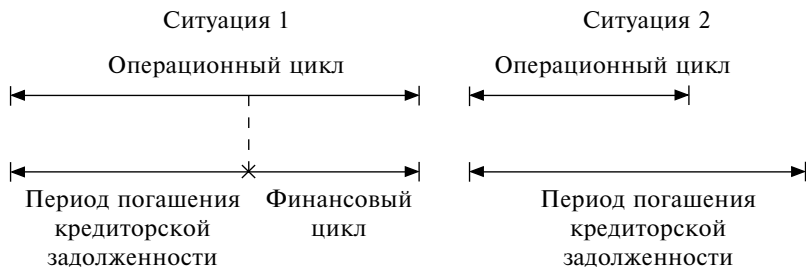 Ситуация 1
Операционный цикл
Период погашения
кредиторской
задолженности
Финансовый
цикл
Ситуация 2
Операционный цикл
Период погашения
кредиторской
задолженности